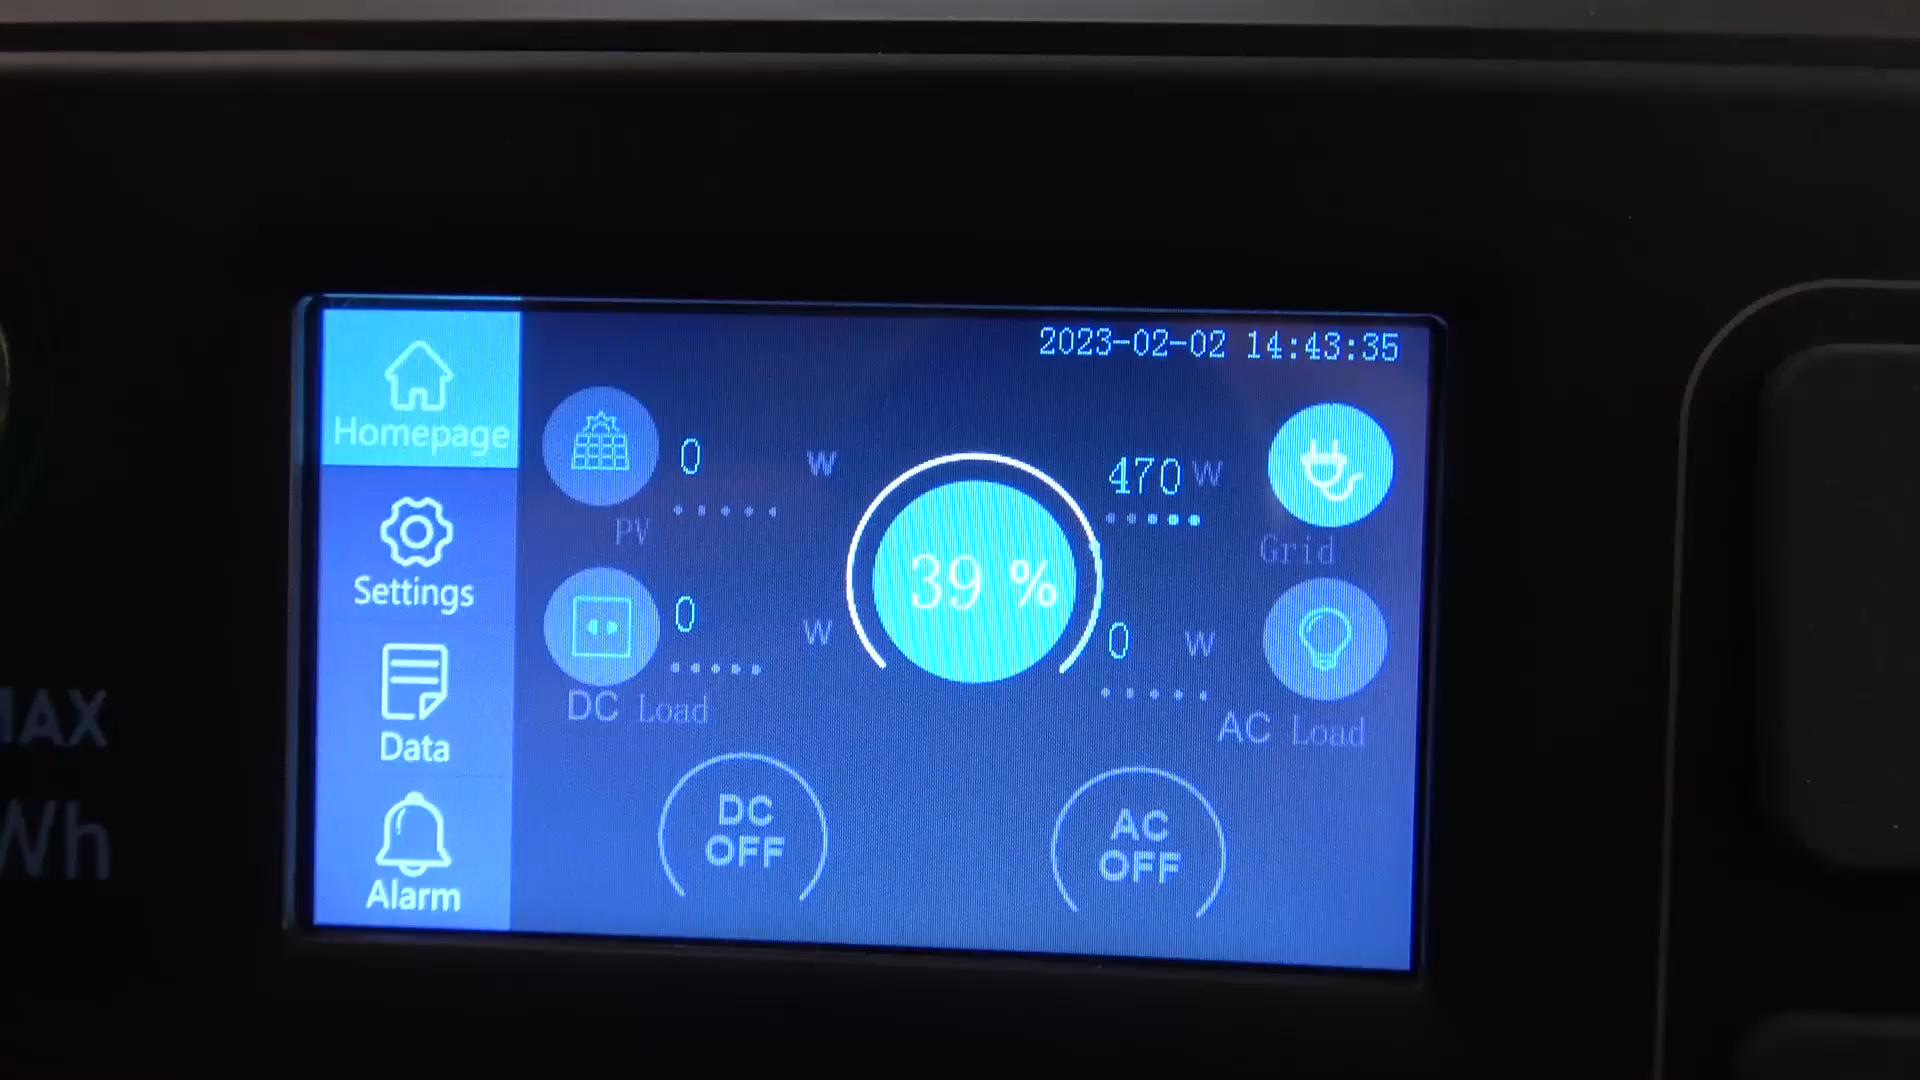 2023-02-02 14:43:35
Homepage
Settings
Data
Alarm
0 W
PV
470 W
Grid
39 %
0 W
DC Load
0 W
AC Load
DC
OFF
AC
OFF
MAX
Wh